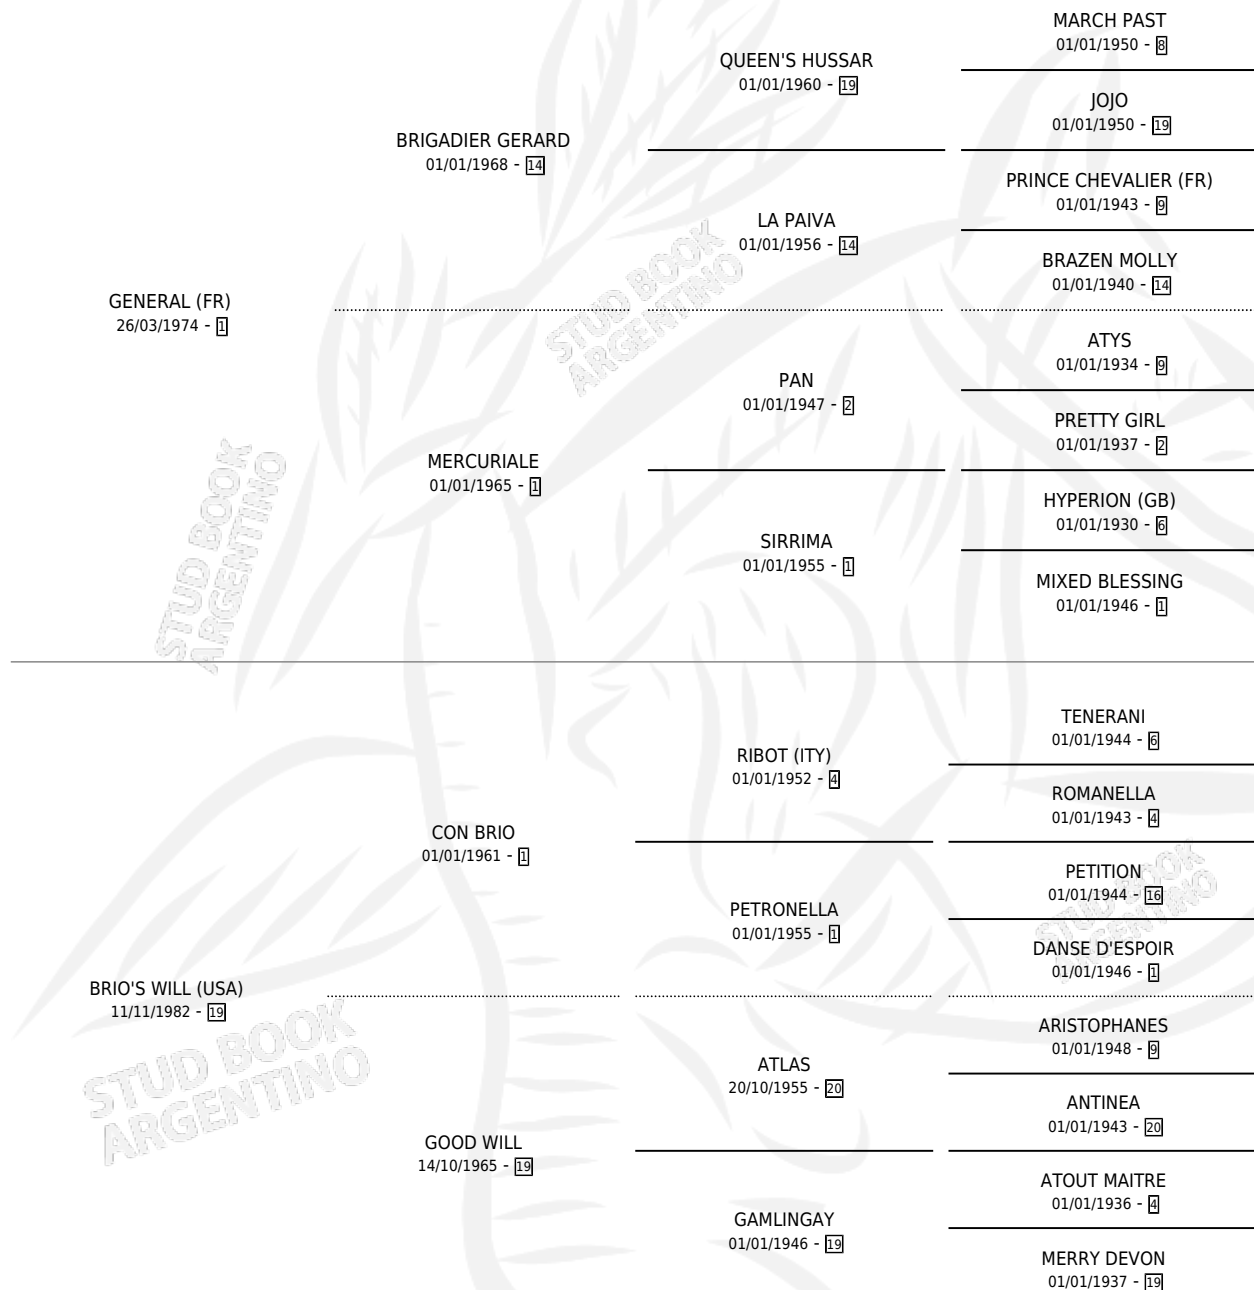 MARCH PAST
01/01/1950 - 8
QUEEN'S HUSSAR
01/01/1960 - 19
JOJO
01/01/1950 - 19
BRIGADIER GERARD
01/01/1968 - 14
PRINCE CHEVALIER (FR)
01/01/1943 - 9
LA PAIVA
01/01/1956 - 14
BRAZEN MOLLY
01/01/1940 - 14
GENERAL (FR)
26/03/1974 - 1
ATYS
01/01/1934 - 9
PAN
01/01/1947 - 2
PRETTY GIRL
01/01/1937 - 2
MERCURIALE
01/01/1965 - 1
HYPERION (GB)
01/01/1930 - 6
SIRRIMA
01/01/1955 - 1
MIXED BLESSING
01/01/1946 - 1
TENERANI
01/01/1944 - 6
RIBOT (ITY)
01/01/1952 - 4
ROMANELLA
01/01/1943 - 4
CON BRIO
01/01/1961 - 1
PETITION
01/01/1944 - 16
PETRONELLA
01/01/1955 - 1
DANSE D'ESPOIR
01/01/1946 - 1
BRIO'S WILL (USA)
11/11/1982 - 19
ARISTOPHANES
01/01/1948 - 9
ATLAS
20/10/1955 - 20
ANTINEA
01/01/1943 - 20
GOOD WILL
14/10/1965 - 19
ATOUT MAITRE
01/01/1936 - 4
GAMLINGAY
01/01/1946 - 19
MERRY DEVON
01/01/1937 - 19
STUD BOOK
ARGENTINO
STUD BOOK
ARGENTINO
STUD BOOK
ARGENTINO
STUD BOOK
ARGENTINO